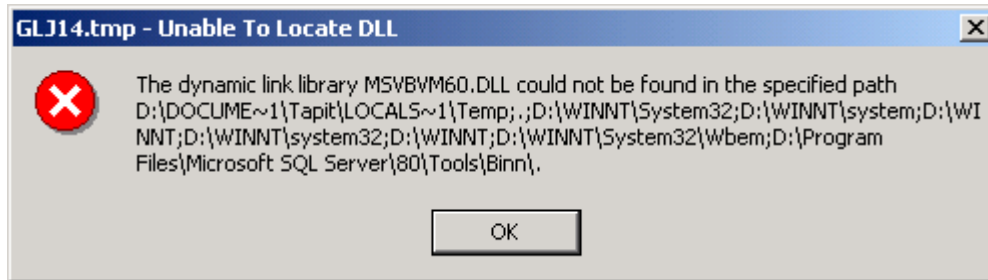 GLJ14.tmp - Unable To Locate DLL
The dynamic link library MSVBVM60.DLL could not be found in the specified path
D:\DOCUME~1\Tapit\LOCALS~1\Temp;.;D:\WINNT\System32;D:\WINNT\system;D:\WI
NNT;D:\WINNT\system32;D:\WINNT;D:\WINNT\System32\Wbem;D:\Program
Files\Microsoft SQL Server\80\Tools\Binn\.
OK